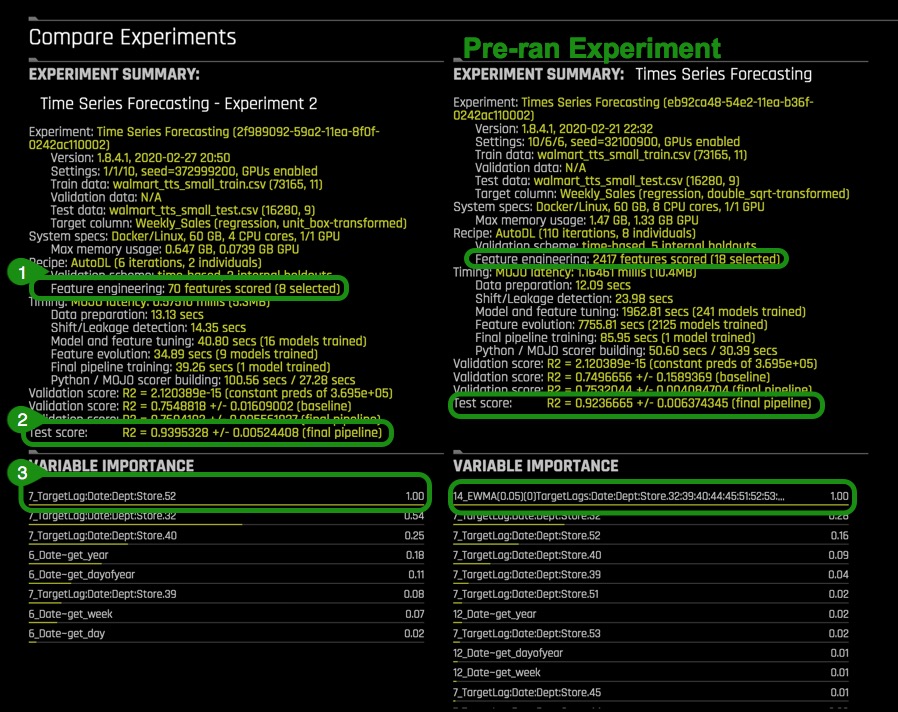 Compare Experiments
EXPERIMENT SUMMARY:
Time Series Forecasting - Experiment 2
Experiment: Time Series Forecasting (2f989092-59a2-11ea-8f0f-
0242ac110002)
Version: 1.8.4.1, 2020-02-27 20:50
Settings: 1/1/10, seed=372999200, GPUs enabled
Train data: walmart_tts_small_train.csv (73165, 11)
Validation data: N/A
Test data: walmart_tts_small_test.csv (16280, 9)
Target column: Weekly_Sales (regression, unit_box-transformed)
System specs: Docker/Linux, 60 GB, 4 CPU cores, 1/1 GPU
Max memory usage: 0.647 GB, 0.0739 GB GPU
Recipe: AutoDL (6 iterations, 2 individuals)
1
Validation scheme: time-based, 2 internal holdouts
Feature engineering: 70 features scored (8 selected)
Timing: MOJO latency: 0.57510 millis (5.3MB)
Data preparation: 13.13 secs
Shift/Leakage detection: 14.35 secs
Model and feature tuning: 40.80 secs (16 models trained)
Feature evolution: 34.89 secs (9 models trained)
Final pipeline training: 39.26 secs (1 model trained)
Python / MOJO scorer building: 100.56 secs / 27.28 secs
Validation score: R2 = 2.120389e-15 (constant preds of 3.695e+05)
Validation score: R2 = 0.7548818 +/- 0.01609002 (baseline)
2
Validation score: R2 = (final pipeline)
Test score: R2 = 0.9395328 +/- 0.00524408 (final pipeline)
3
VARIABLE IMPORTANCE
7_TargetLag:Date:Dept:Store.52 1.00
7_TargetLag:Date:Dept:Store.32 0.54
7_TargetLag:Date:Dept:Store.40 0.25
6_Date~get_year 0.18
6_Date~get_dayofyear 0.11
7_TargetLag:Date:Dept:Store.39 0.08
6_Date~get_week 0.07
6_Date~get_day 0.02
Pre-ran Experiment
EXPERIMENT SUMMARY: Times Series Forecasting
Experiment: Times Series Forecasting (eb92ca48-54e2-11ea-b36f-
0242ac110002)
Version: 1.8.4.1, 2020-02-21 22:32
Settings: 10/6/6, seed=32100900, GPUs enabled
Train data: walmart_tts_small_train.csv (73165, 11)
Validation data: N/A
Test data: walmart_tts_small_test.csv (16280, 9)
Target column: Weekly_Sales (regression, double_sqrt-transformed)
System specs: Docker/Linux, 60 GB, 8 CPU cores, 1/1 GPU
Max memory usage: 1.47 GB, 1.33 GB GPU
Recipe: AutoDL (110 iterations, 8 individuals)
Validation scheme: time-based, 5 internal holdouts
Feature engineering: 2417 features scored (18 selected)
Timing: MOJO latency: 1.16461 millis (10.4MB)
Data preparation: 12.09 secs
Shift/Leakage detection: 23.98 secs
Model and feature tuning: 1962.81 secs (241 models trained)
Feature evolution: 7755.81 secs (2125 models trained)
Final pipeline training: 85.95 secs (1 model trained)
Python / MOJO scorer building: 50.60 secs / 30.39 secs
Validation score: R2 = 2.120389e-15 (constant preds of 3.695e+05)
Validation score: R2 = 0.7496656 +/- 0.1589369 (baseline)
Validation score: R2 = 0.7532044 +/- 0.004084704 (final pipeline)
Test score: R2 = 0.9236665 +/- 0.006374345 (final pipeline)
VARIABLE IMPORTANCE
14_EWMA(0.05)(0)TargetLags:Date:Dept:Store.32:39:40:44:45:51:52:53:... 1.00
7_TargetLag:Date:Dept:Store.32 0.28
7_TargetLag:Date:Dept:Store.52 0.16
7_TargetLag:Date:Dept:Store.40 0.09
7_TargetLag:Date:Dept:Store.39 0.04
7_TargetLag:Date:Dept:Store.51 0.02
12_Date~get_year 0.02
7_TargetLag:Date:Dept:Store.53 0.02
12_Date~get_dayofyear 0.01
12_Date~get_week 0.01
7_TargetLag:Date:Dept:Store.45 0.01